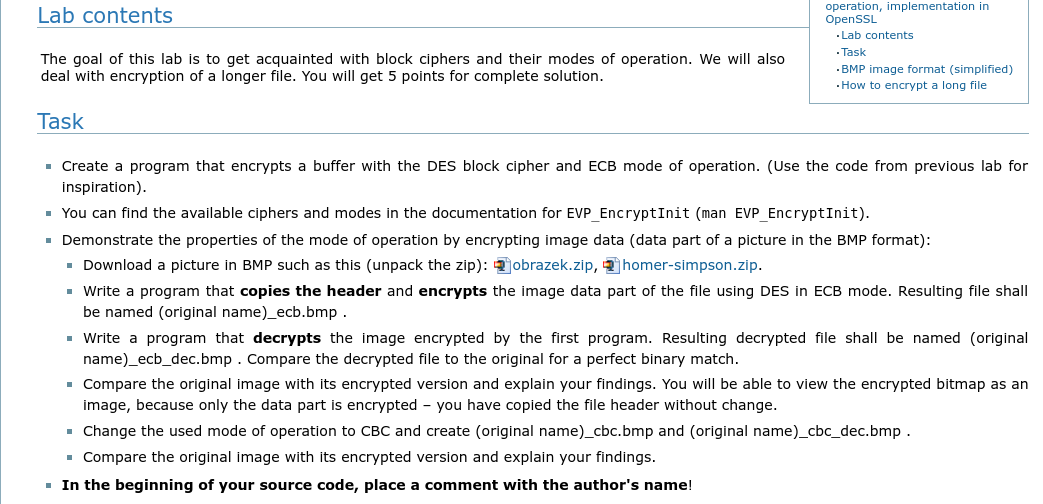 Lab contents
The goal of this lab is to get acquainted with block ciphers and their modes of operation. We will also
deal with encryption of a longer file. You will get 5 points for complete solution.
operation, implementation in
OpenSSL
·Lab contents
·Task
·BMP image format (simplified)
·How to encrypt a long file
Task
Create a program that encrypts a buffer with the DES block cipher and ECB mode of operation. (Use the code from previous lab for
inspiration).
You can find the available ciphers and modes in the documentation for EVP_EncryptInit (man EVP_EncryptInit).
Demonstrate the properties of the mode of operation by encrypting image data (data part of a picture in the BMP format):
Download a picture in BMP such as this (unpack the zip): obrazek.zip, homer-simpson.zip.
Write a program that copies the header and encrypts the image data part of the file using DES in ECB mode. Resulting file shall
be named (original name)_ecb.bmp .
Write a program that decrypts the image encrypted by the first program. Resulting decrypted file shall be named (original
name)_ecb_dec.bmp . Compare the decrypted file to the original for a perfect binary match.
Compare the original image with its encrypted version and explain your findings. You will be able to view the encrypted bitmap as an
image, because only the data part is encrypted – you have copied the file header without change.
Change the used mode of operation to CBC and create (original name)_cbc.bmp and (original name)_cbc_dec.bmp .
Compare the original image with its encrypted version and explain your findings.
In the beginning of your source code, place a comment with the author's name!